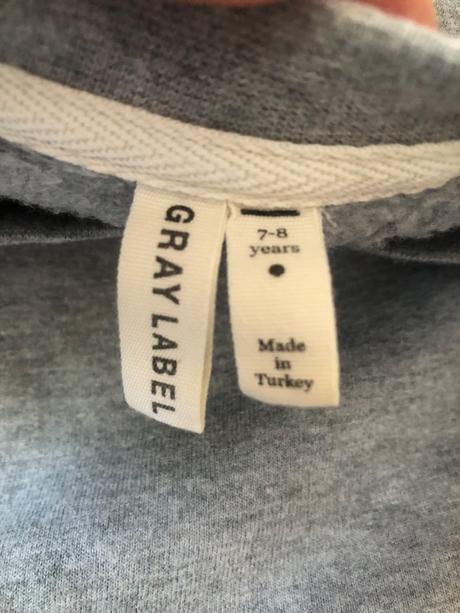 GRAY LABEL
7-8
years
Made
in
Turkey